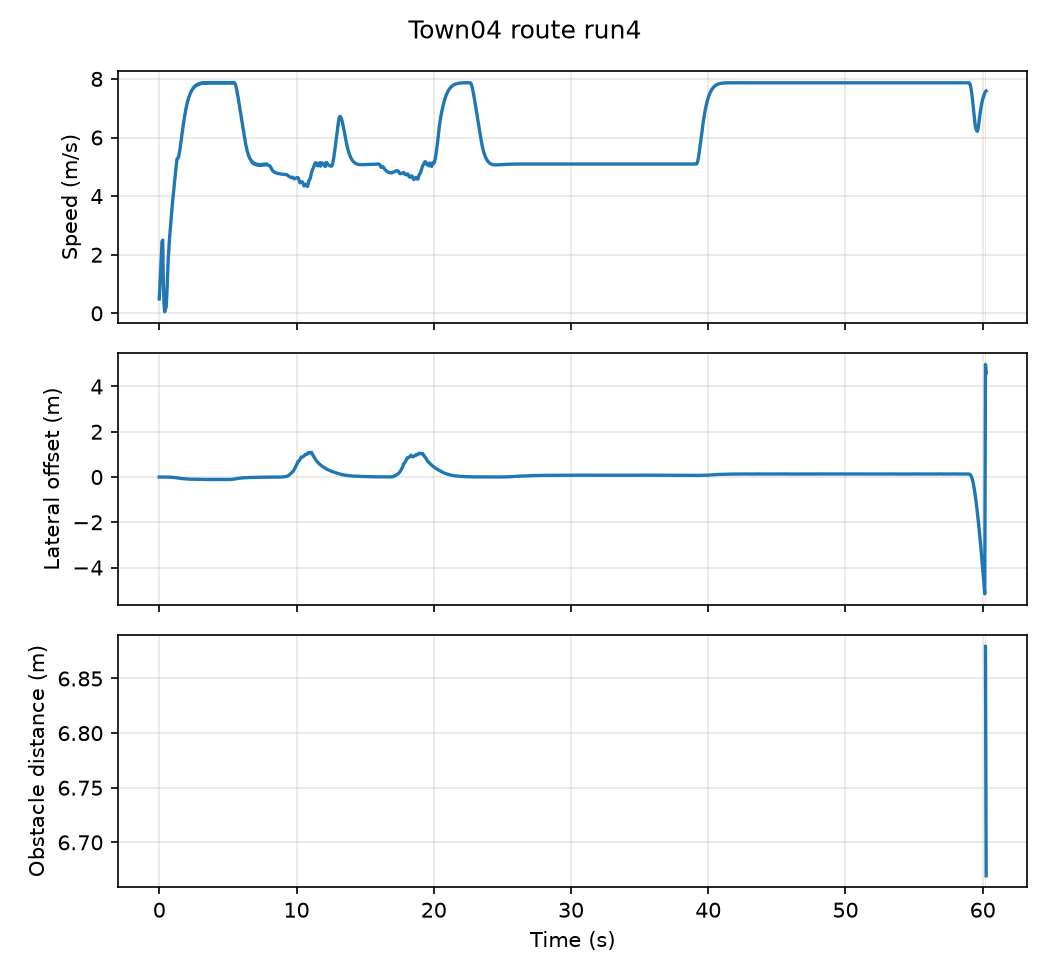 Town04 route run4
Speed (m/s)
8
6
4
2
0
Lateral offset (m)
4
2
0
−2
−4
Obstacle distance (m)
6.85
6.80
6.75
6.70
0 10 20 30 40 50 60
Time (s)